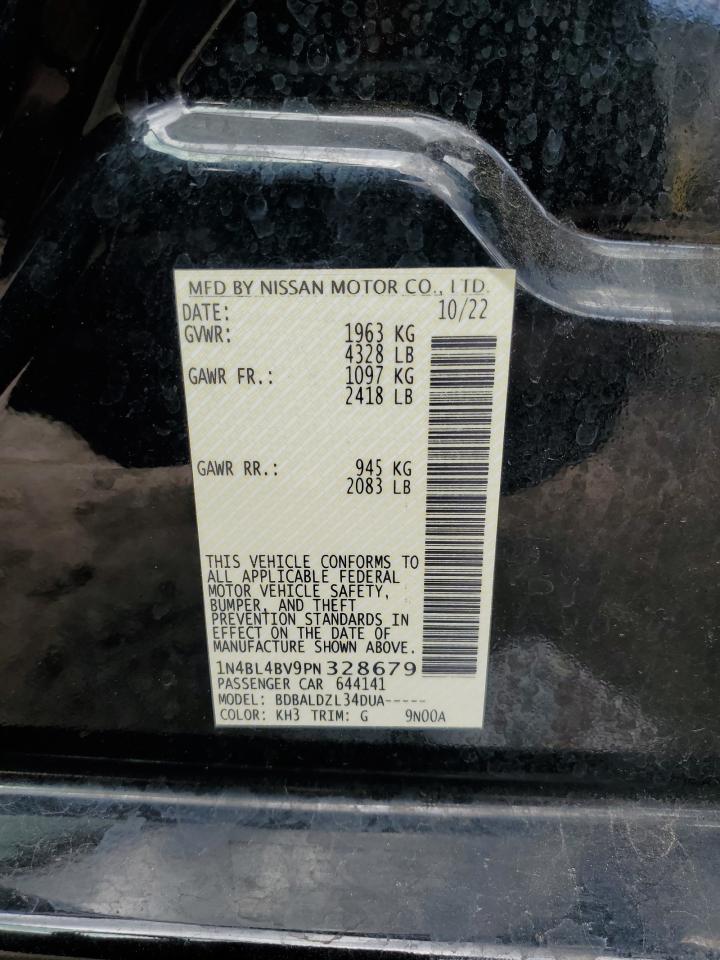 MFD BY NISSAN MOTOR CO., LTD.
DATE: 10/22
GVWR: 1963 KG
4328 LB
GAWR FR.: 1097 KG
2418 LB
GAWR RR.: 945 KG
2083 LB
THIS VEHICLE CONFORMS TO
ALL APPLICABLE FEDERAL
MOTOR VEHICLE SAFETY,
BUMPER, AND THEFT
PREVENTION STANDARDS IN
EFFECT ON THE DATE OF
MANUFACTURE SHOWN ABOVE.
1N4BL4BV9PN328679
PASSENGER CAR 644141
MODEL: BDBALDZL34DUA-----
COLOR: KH3 TRIM: G 9N00A